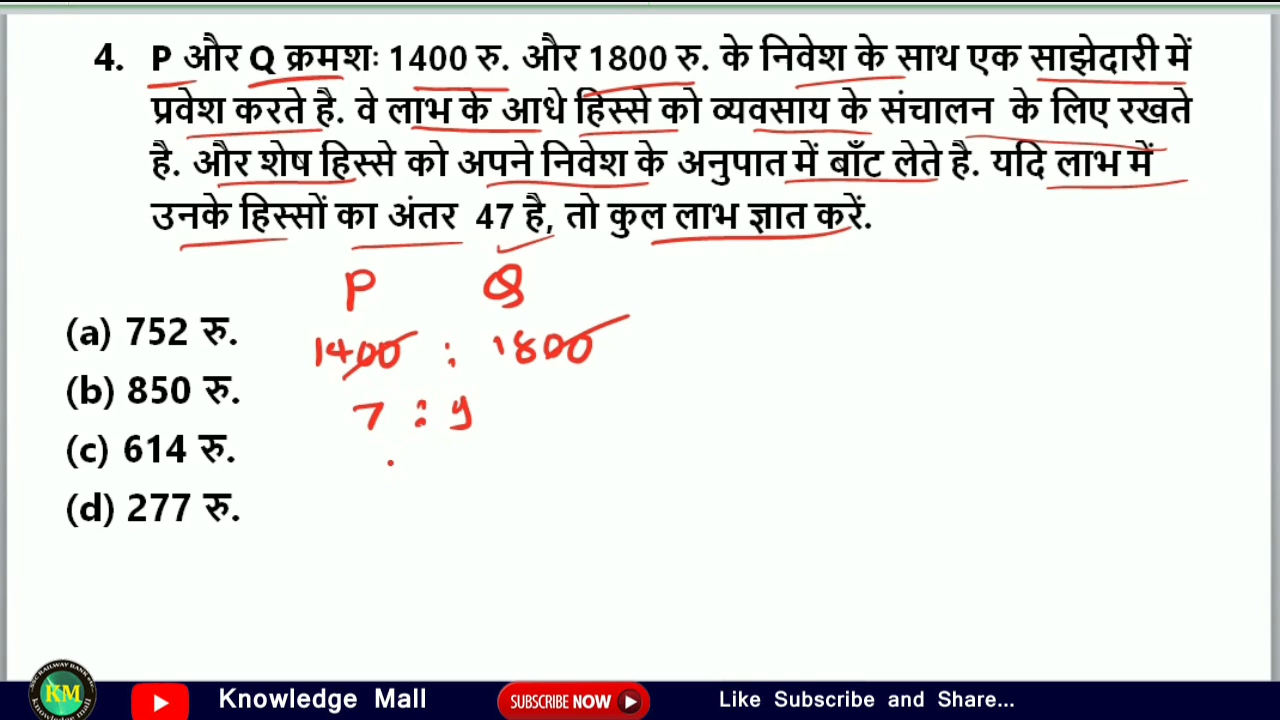 4. P और Q क्रमशः 1400 रु. और 1800 रु. के निवेश के साथ एक साझेदारी में
प्रवेश करते है. वे लाभ के आधे हिस्से को व्यवसाय के संचालन के लिए रखते
है. और शेष हिस्से को अपने निवेश के अनुपात में बाँट लेते है. यदि लाभ में
उनके हिस्सों का अंतर 47 है, तो कुल लाभ ज्ञात करें.
P Q
(a) 752 रु.
1400 : 1800
(b) 850 रु.
7 : 9
(c) 614 रु.
(d) 277 रु.
KM
Knowledge Mall
SUBSCRIBE NOW
Like Subscribe and Share...